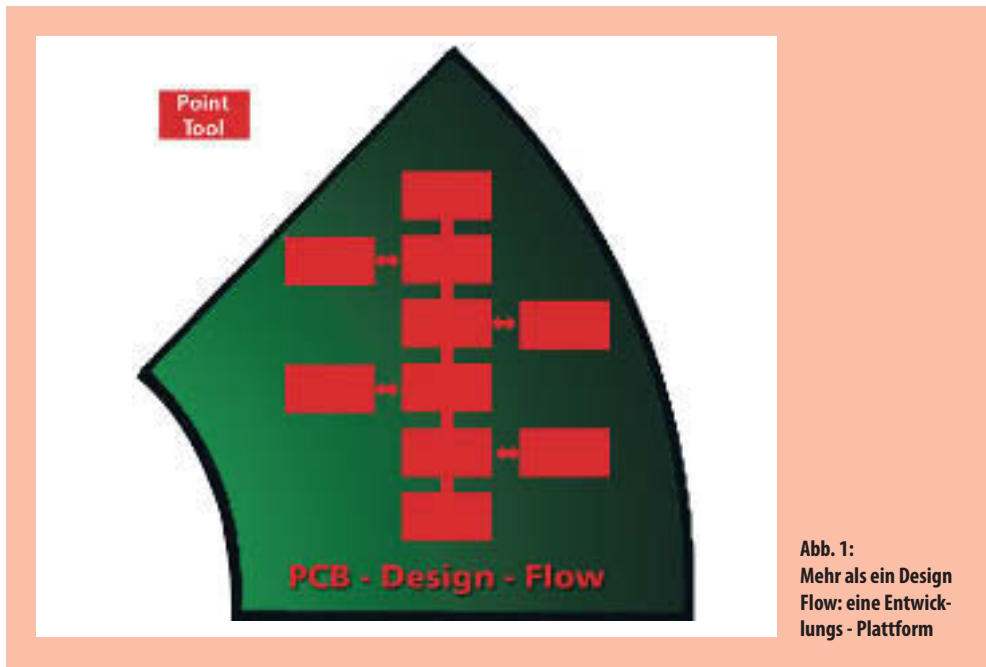 Point
Tool
PCB - Design - Flow
Abb. 1:
Mehr als ein Design
Flow: eine Entwick-
lungs - Plattform